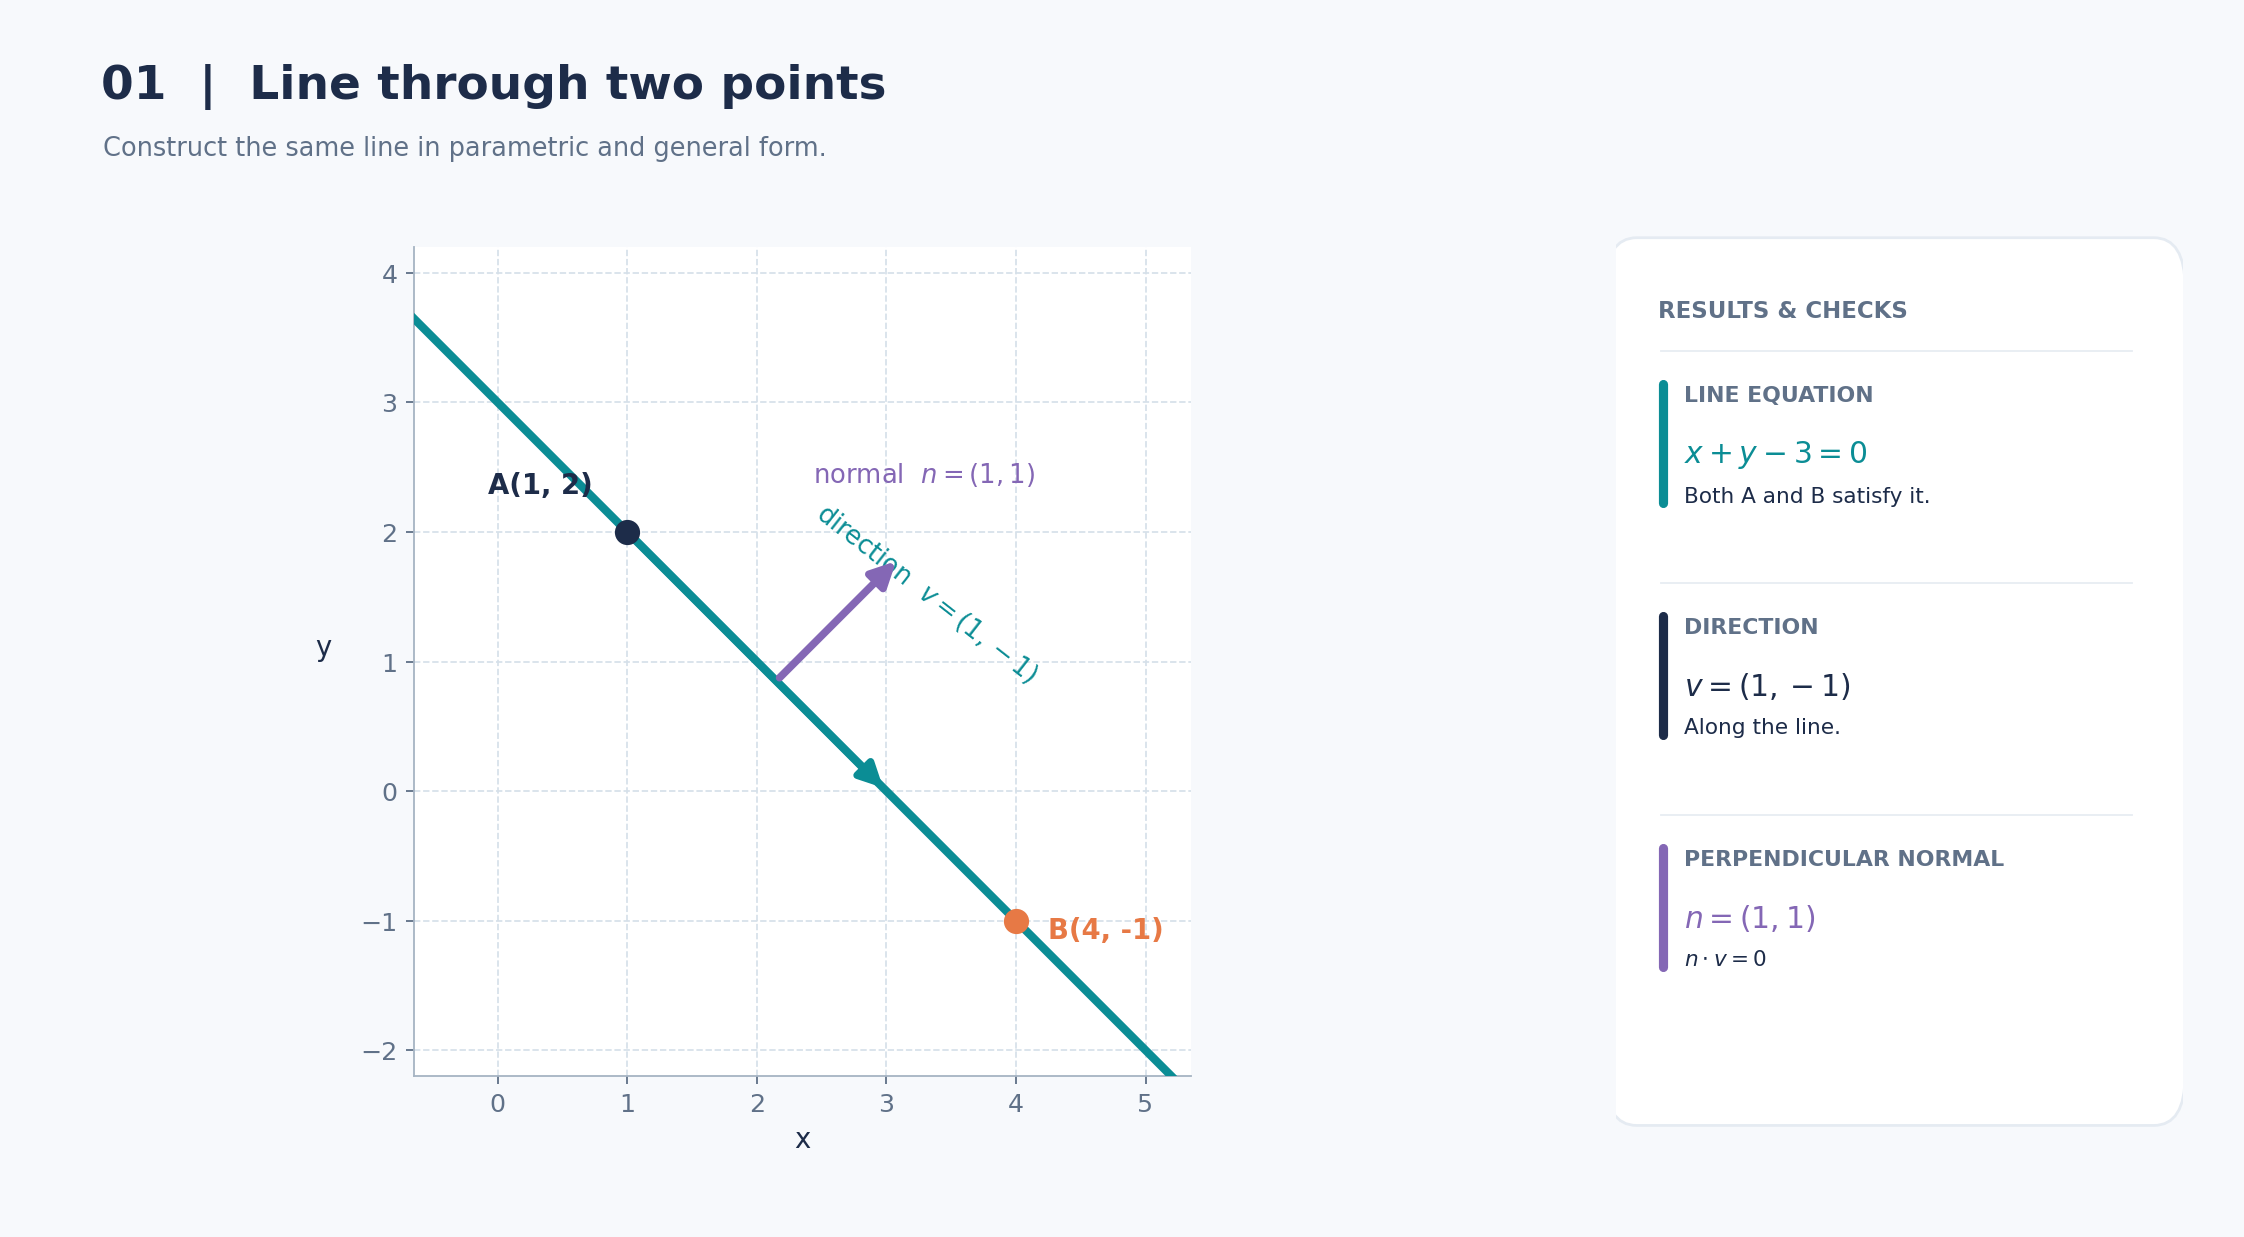 01 | Line through two points
Construct the same line in parametric and general form.
4
3
2
1
0
−1
−2
y
A(1, 2)
normal n = (1, 1)
direction v = (1, −1)
B(4, -1)
0 1 2 3 4 5
x
RESULTS & CHECKS
LINE EQUATION
x + y − 3 = 0
Both A and B satisfy it.
DIRECTION
v = (1, −1)
Along the line.
PERPENDICULAR NORMAL
n = (1, 1)
n · v = 0